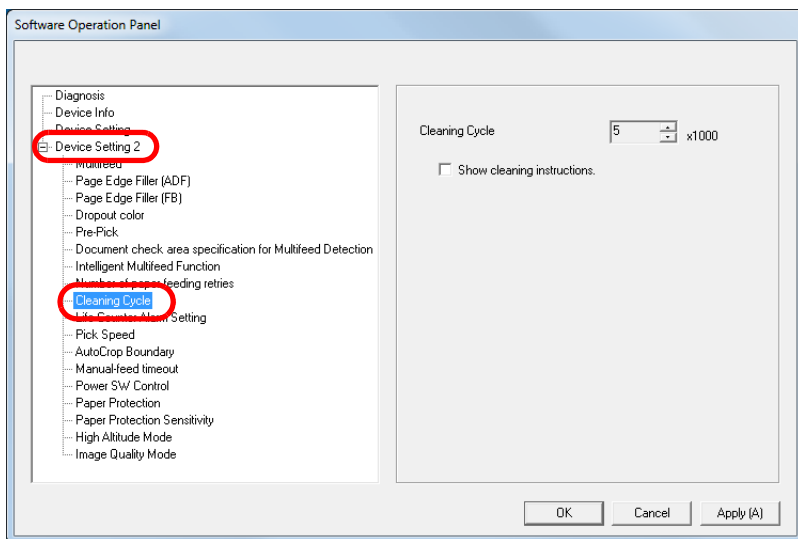 Software Operation Panel
Diagnosis
Device Info
Device Setting
Device Setting 2
Multifeed
Page Edge Filler (ADF)
Page Edge Filler (FB)
Dropout color
Pre-Pick
Document check area specification for Multifeed Detection
Intelligent Multifeed Function
Number of paper feeding retries
Cleaning Cycle
Life Counter Alarm Setting
Pick Speed
AutoCrop Boundary
Manual-feed timeout
Power SW Control
Paper Protection
Paper Protection Sensitivity
High Altitude Mode
Image Quality Mode
Cleaning Cycle 5 x1000
Show cleaning instructions.
OK Cancel Apply (A)